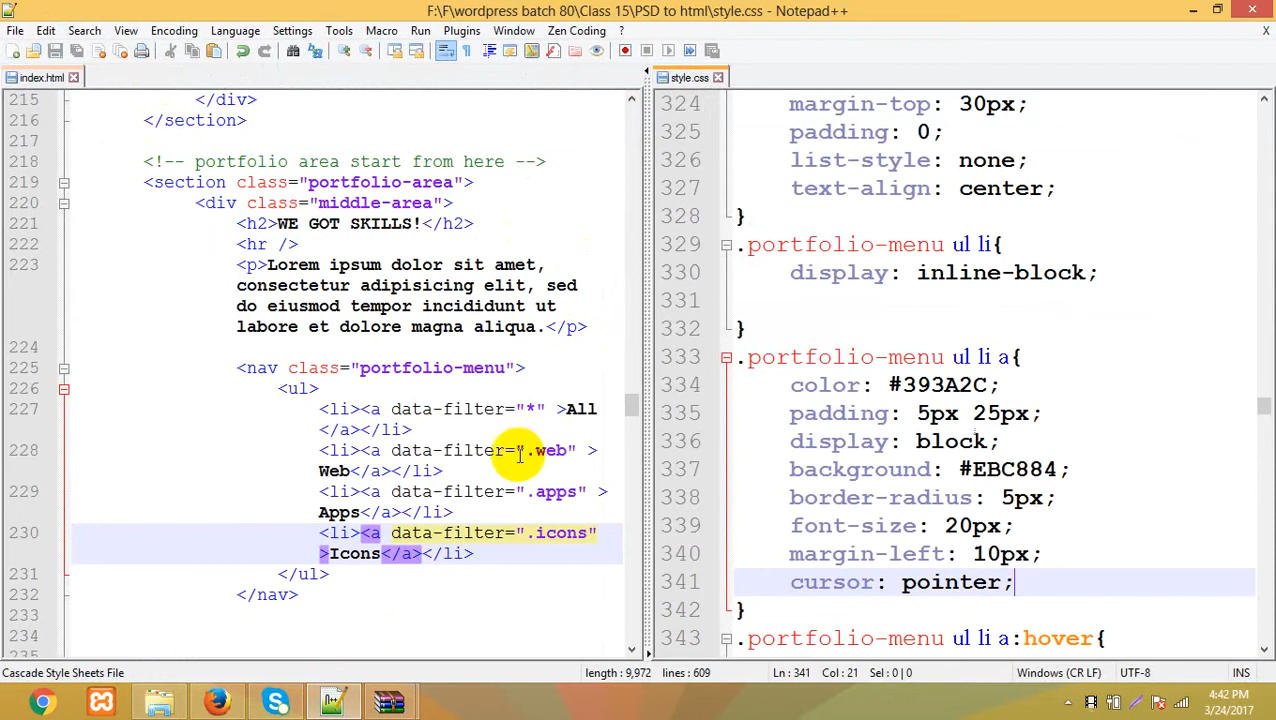 F:\F\wordpress batch 80\Class 15\PSD to html\style.css - Notepad++
File Edit Search View Encoding Language Settings Tools Macro Run Plugins Window Zen Coding ? X
index.html
style.css
215 </div>
216 </section>
217
218 <!-- portfolio area start from here -->
219 <section class="portfolio-area">
220 <div class="middle-area">
221 <h2>WE GOT SKILLS!</h2>
222 <hr />
223 <p>Lorem ipsum dolor sit amet,
consectetur adipisicing elit, sed
do eiusmod tempor incididunt ut
labore et dolore magna aliqua.</p>
224
225 <nav class="portfolio-menu">
226 <ul>
227 <li><a data-filter="*" >All
</a></li>
228 <li><a data-filter=".web" >
Web</a></li>
229 <li><a data-filter=".apps" >
Apps</a></li>
230 <li><a data-filter=".icons"
>Icons</a></li>
231 </ul>
232 </nav>
233
234
324 margin-top: 30px;
325 padding: 0;
326 list-style: none;
327 text-align: center;
328 }
329 .portfolio-menu ul li{
330 display: inline-block;
331
332 }
333 .portfolio-menu ul li a{
334 color: #393A2C;
335 padding: 5px 25px;
336 display: block;
337 background: #EBC884;
338 border-radius: 5px;
339 font-size: 20px;
340 margin-left: 10px;
341 cursor: pointer;
342 }
343 .portfolio-menu ul li a:hover{
Cascade Style Sheets File length : 9,972 lines : 609 Ln : 341 Col : 21 Sel : 0 | 0 Windows (CR LF) UTF-8 INS
4:42 PM
3/24/2017